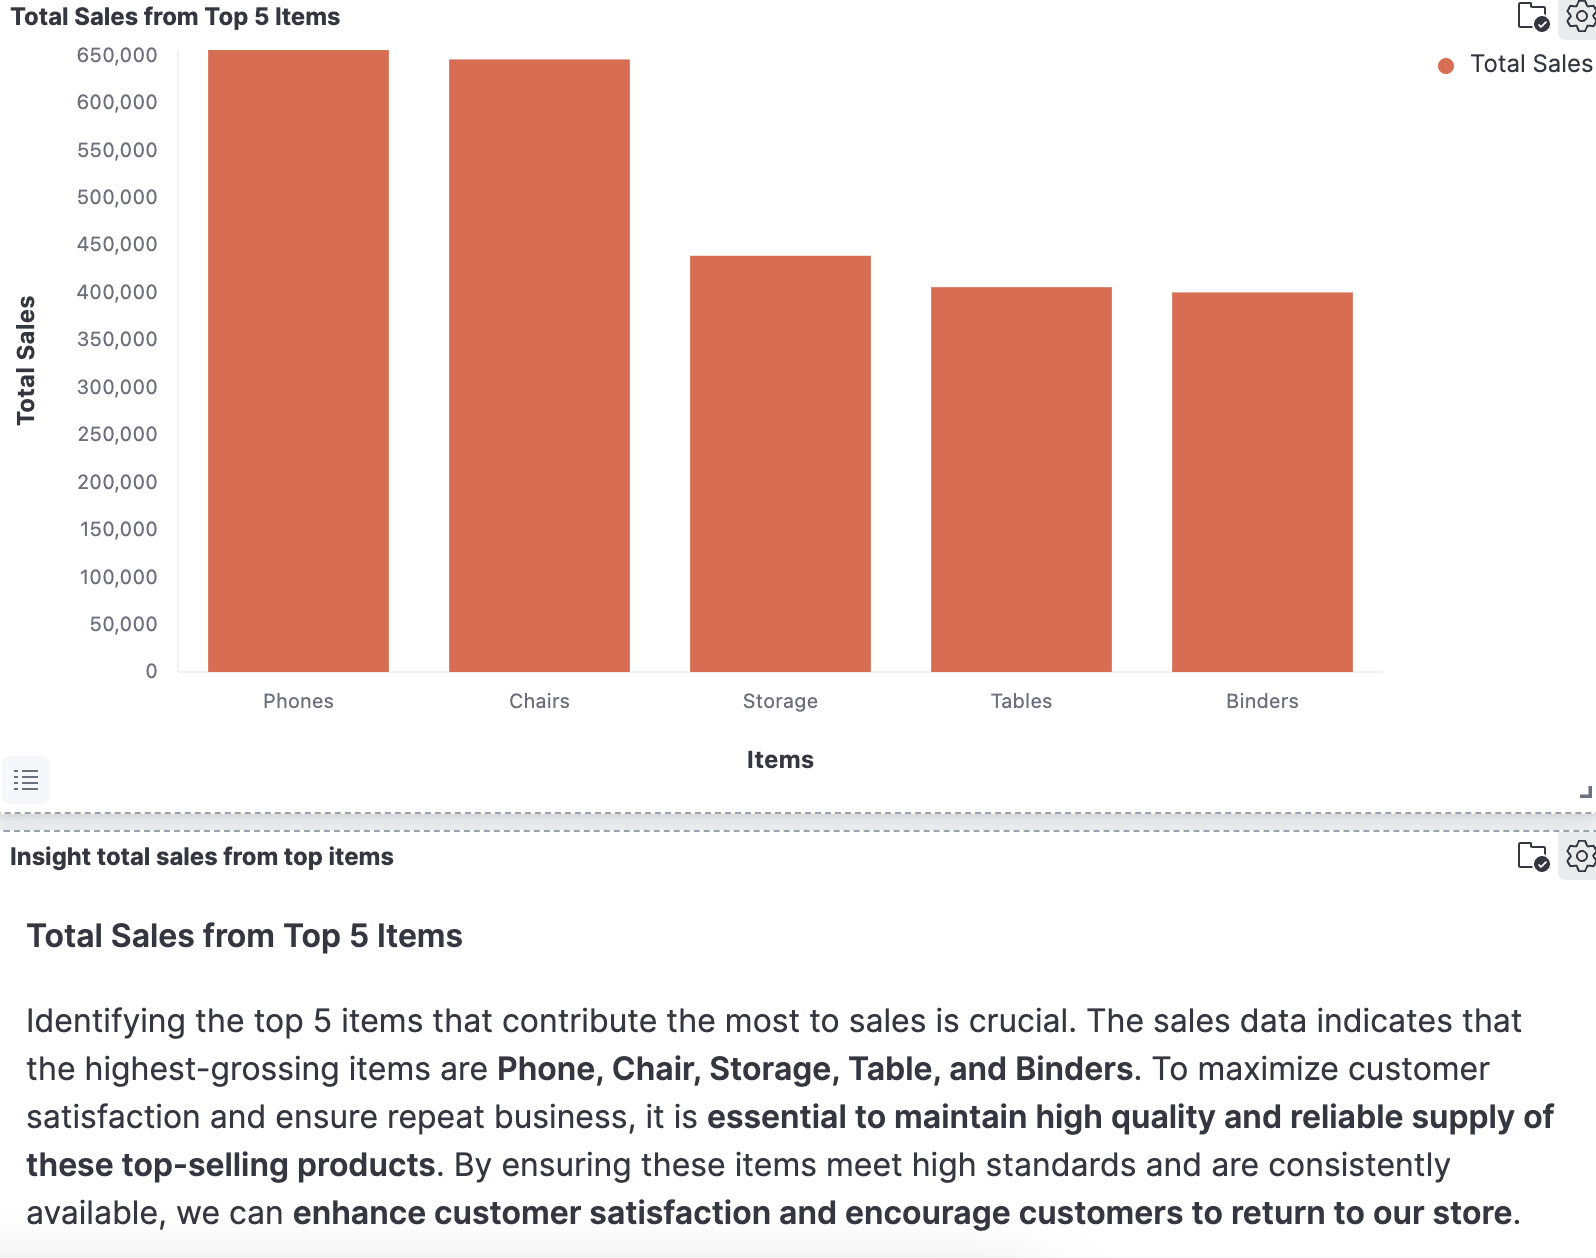 Total Sales from Top 5 Items
Total Sales
650,000
600,000
550,000
500,000
450,000
400,000
350,000
300,000
250,000
200,000
150,000
100,000
50,000
0
Total Sales
Phones
Chairs
Storage
Tables
Binders
Items
Insight total sales from top items
Total Sales from Top 5 Items
Identifying the top 5 items that contribute the most to sales is crucial. The sales data indicates that
the highest-grossing items are Phone, Chair, Storage, Table, and Binders. To maximize customer
satisfaction and ensure repeat business, it is essential to maintain high quality and reliable supply of
these top-selling products. By ensuring these items meet high standards and are consistently
available, we can enhance customer satisfaction and encourage customers to return to our store.